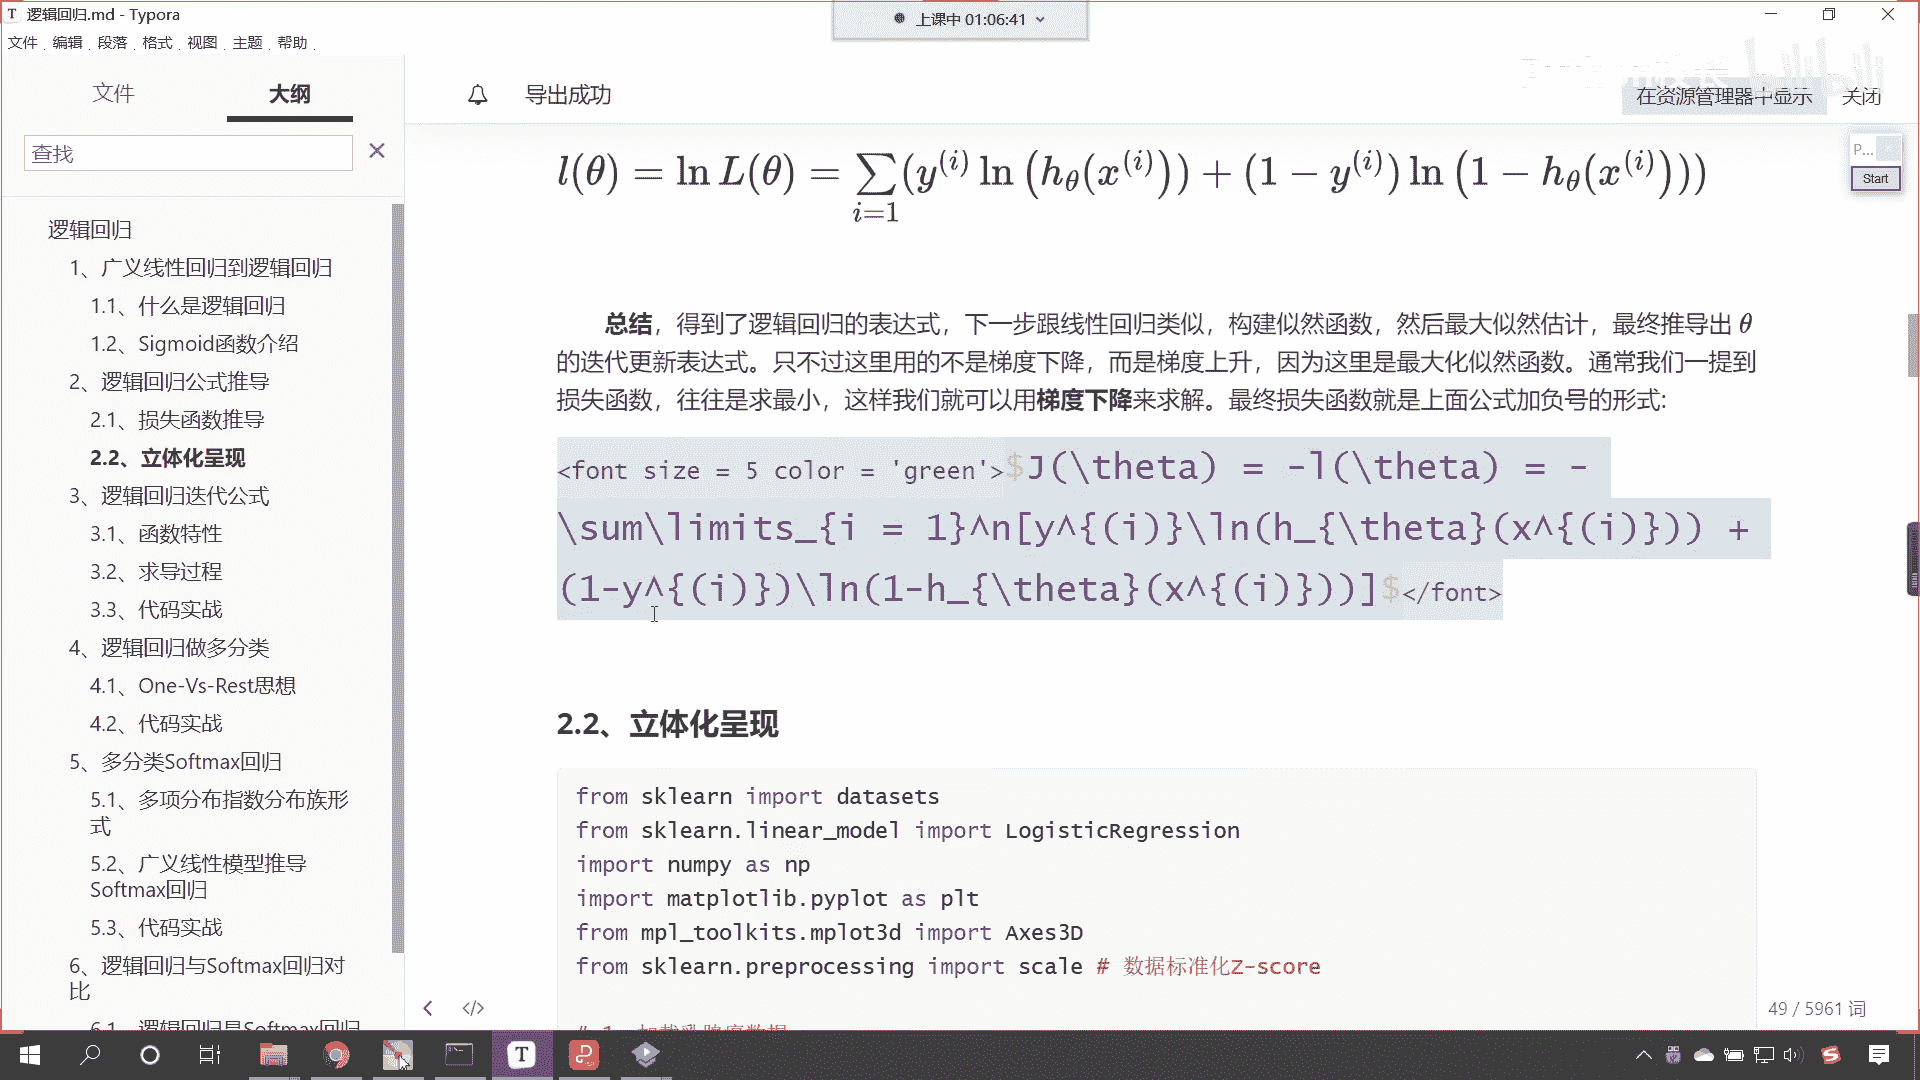 逻辑回归.md - Typora
上课中 01:06:41
文件 编辑 段落 格式 视图 主题 帮助
文件 大纲
导出成功
在资源管理器中显示 关闭
查找
P...
Start
逻辑回归
1、广义线性回归到逻辑回归
1.1、什么是逻辑回归
1.2、Sigmoid函数介绍
2、逻辑回归公式推导
2.1、损失函数推导
2.2、立体化呈现
3、逻辑回归迭代公式
3.1、函数特性
3.2、求导过程
3.3、代码实战
4、逻辑回归做多分类
4.1、One-Vs-Rest思想
4.2、代码实战
5、多分类Softmax回归
5.1、多项分布指数分布族形
式
5.2、广义线性模型推导
Softmax回归
5.3、代码实战
6、逻辑回归与Softmax回归对
比
6.1、逻辑回归是Softmax回归
l(θ) = ln L(θ) = ∑_{i=1} (y^{(i)} ln (h_θ(x^{(i)})) + (1 − y^{(i)}) ln (1 − h_θ(x^{(i)})))
总结，得到了逻辑回归的表达式，下一步跟线性回归类似，构建似然函数，然后最大似然估计，最终推导出 θ
的迭代更新表达式。只不过这里用的不是梯度下降，而是梯度上升，因为这里是最大化似然函数。通常我们一提到
损失函数，往往是求最小，这样我们就可以用梯度下降来求解。最终损失函数就是上面公式加负号的形式:
<font size = 5 color = 'green'>$J(\theta) = -l(\theta) = -
\sum\limits_{i = 1}^n[y^{(i)}\ln(h_{\theta}(x^{(i)})) +
(1-y^{(i)})\ln(1-h_{\theta}(x^{(i)}))]$</font>
2.2、立体化呈现
from sklearn import datasets
from sklearn.linear_model import LogisticRegression
import numpy as np
import matplotlib.pyplot as plt
from mpl_toolkits.mplot3d import Axes3D
from sklearn.preprocessing import scale # 数据标准化Z-score
49 / 5961 词